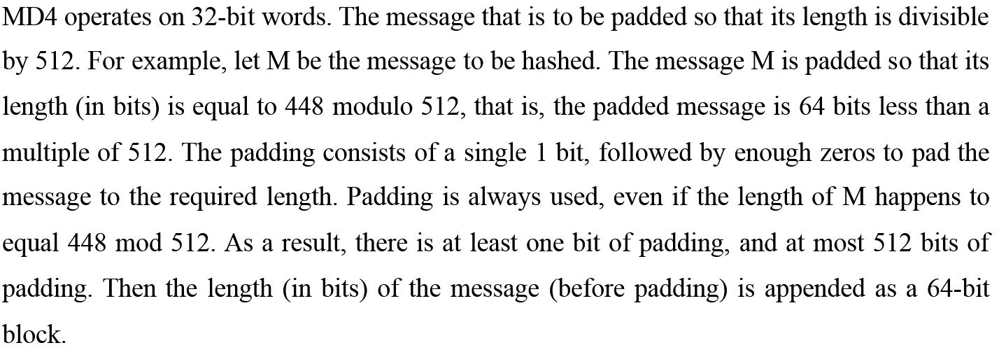 MD4 operates on 32-bit words. The message that is to be padded so that its length is divisible
by 512. For example, let M be the message to be hashed. The message M is padded so that its
length (in bits) is equal to 448 modulo 512, that is, the padded message is 64 bits less than a
multiple of 512. The padding consists of a single 1 bit, followed by enough zeros to pad the
message to the required length. Padding is always used, even if the length of M happens to
equal 448 mod 512. As a result, there is at least one bit of padding, and at most 512 bits of
padding. Then the length (in bits) of the message (before padding) is appended as a 64-bit
block.